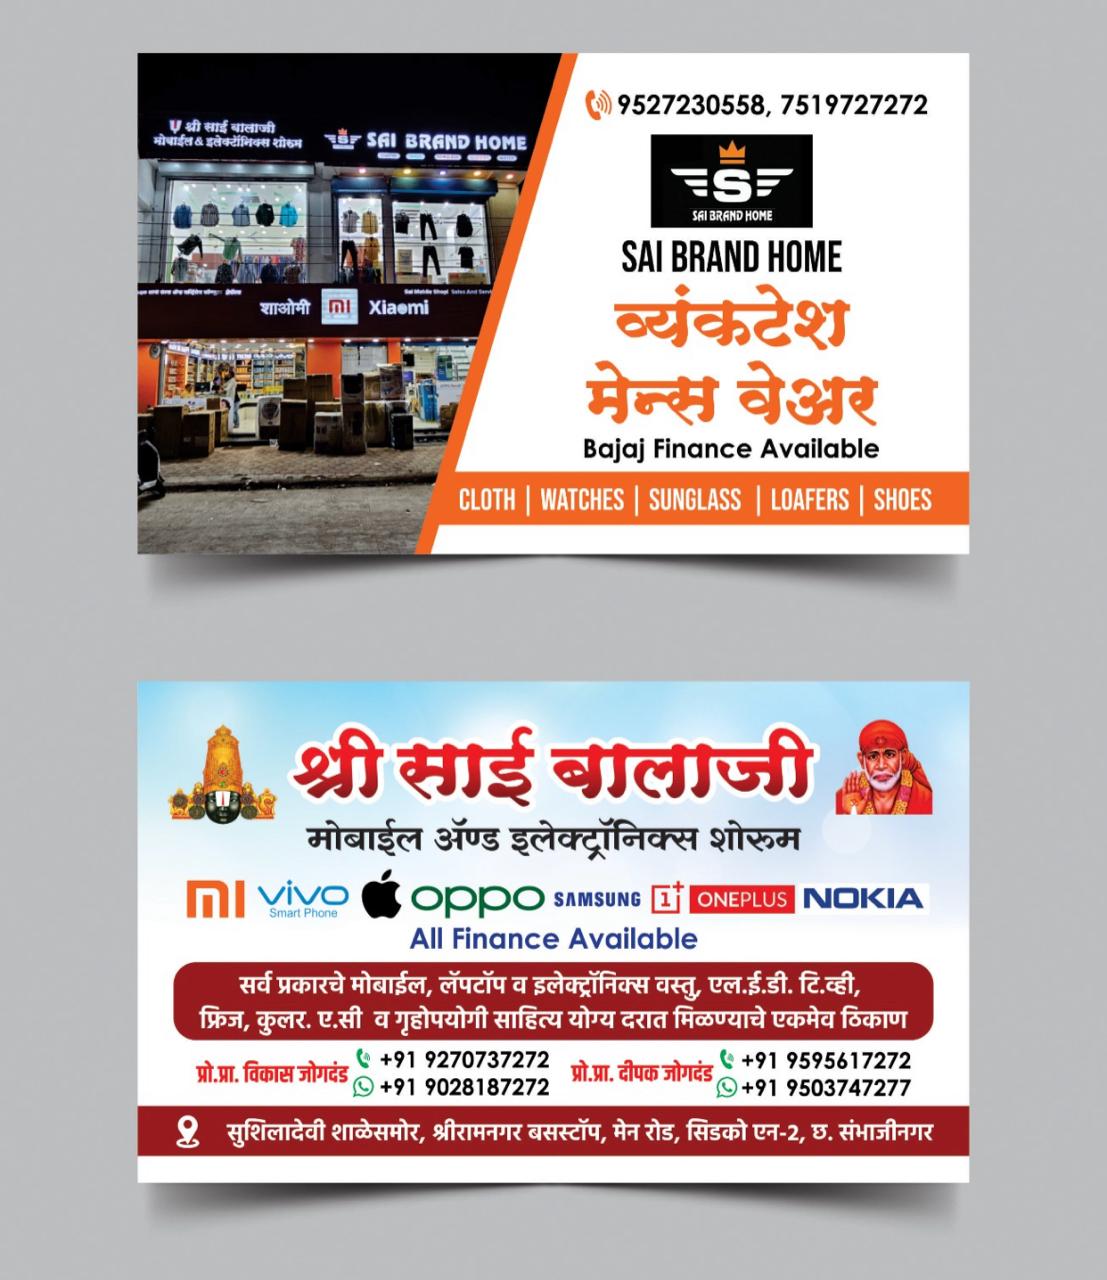 9527230558, 7519727272
श्री साई बालाजी
मोबाईल & इलेक्ट्रॉनिक्स शोरूम
S
SAI BRAND HOME
शाओमी mi Xiaomi
S
SAI BRAND HOME
SAI BRAND HOME
व्यंकटेश
मेन्स वेअर
Bajaj Finance Available
CLOTH | WATCHES | SUNGLASS | LOAFERS | SHOES
श्री साई बालाजी
मोबाईल ॲण्ड इलेक्ट्रॉनिक्स शोरूम
mi vivo Smart Phone oppo SAMSUNG 1+ ONEPLUS NOKIA
All Finance Available
सर्व प्रकारचे मोबाईल, लॅपटॉप व इलेक्ट्रॉनिक्स वस्तु, एल.ई.डी. टि.व्ही,
फ्रिज, कुलर. ए.सी व गृहोपयोगी साहित्य योग्य दरात मिळण्याचे एकमेव ठिकाण
प्रो.प्रा. विकास जोगदंड +91 9270737272
+91 9028187272
प्रो.प्रा. दीपक जोगदंड +91 9595617272
+91 9503747277
सुशिलादेवी शाळेसमोर, श्रीरामनगर बसस्टॉप, मेन रोड, सिडको एन-2, छ. संभाजीनगर